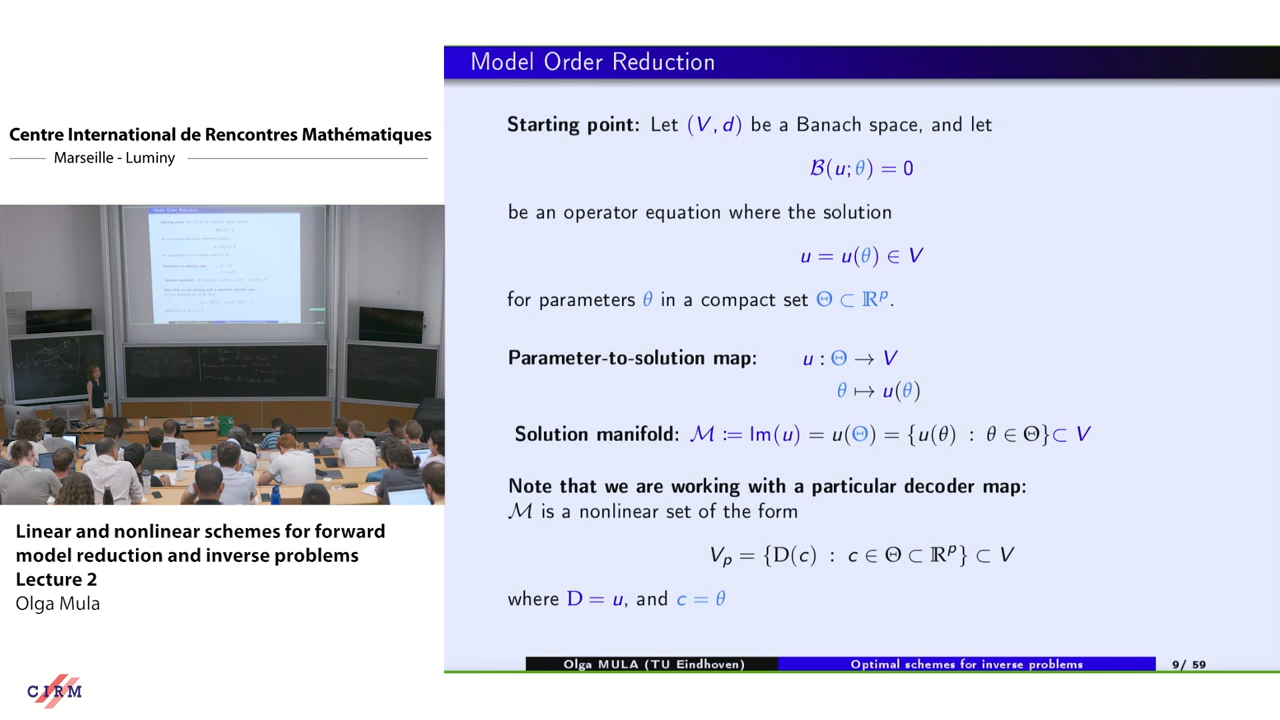 Centre International de Rencontres Mathématiques
Marseille - Luminy
Model Order Reduction
Linear and nonlinear schemes for forward
model reduction and inverse problems
Lecture 2
Olga Mula
CIRM
Model Order Reduction
Starting point: Let (V, d) be a Banach space, and let
ℬ(u; θ) = 0
be an operator equation where the solution
u = u(θ) ∈ V
for parameters θ in a compact set Θ ⊂ ℝᵖ.
Parameter-to-solution map: u : Θ → V
θ ↦ u(θ)
Solution manifold: ℳ ≔ Im(u) = u(Θ) = {u(θ) : θ ∈ Θ}⊂ V
Note that we are working with a particular decoder map:
ℳ is a nonlinear set of the form
Vₚ = {D(c) : c ∈ Θ ⊂ ℝᵖ} ⊂ V
where D = u, and c = θ
Olga MULA (TU Eindhoven) Optimal schemes for inverse problems 9/ 59